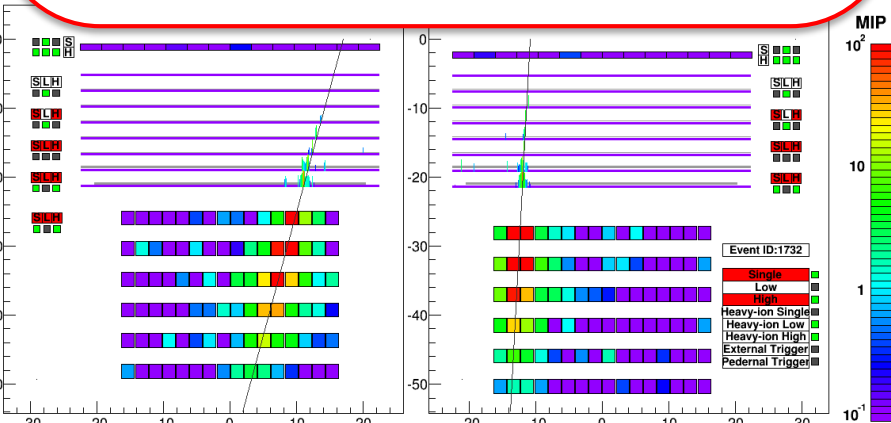 MIP
10²
10
1
10⁻¹
S
H
S L H
S L H
S L H
S L H
S L H
S
H
S L H
S L H
S L H
S L H
0
-10
-20
-30
-40
-50
20
10
0
10
20
30
Event ID:1732
Single
Low
High
Heavy-ion Single
Heavy-ion Low
Heavy-ion High
External Trigger
Pedernal Trigger